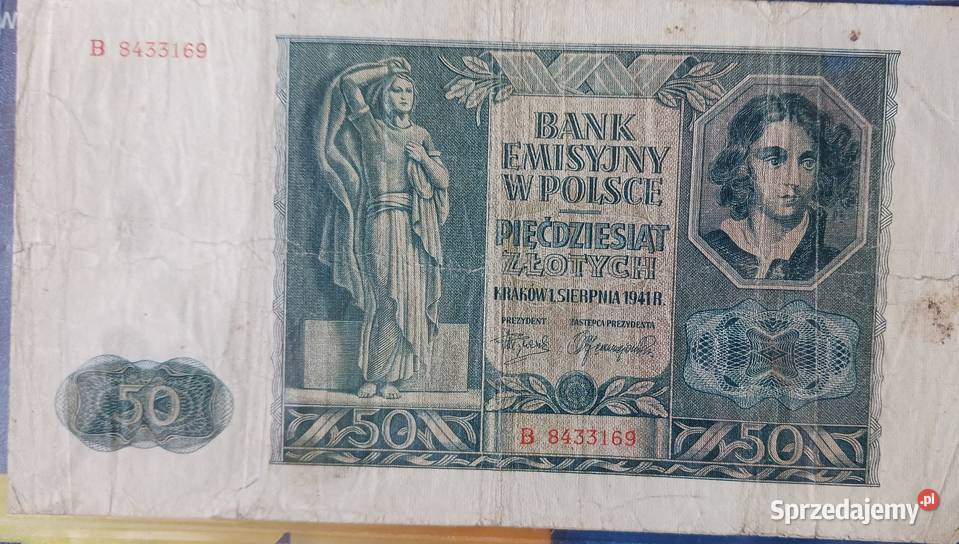 B 8433169
BANK
EMISYJNY
W POLSCE
PIĘĆDZIESIĄT
ZŁOTYCH
KRAKÓW 1. SIERPNIA 1941 R.
PREZYDENT ZASTĘPCA PREZYDENTA
50
50
B 8433169
50
Sprzedajemy.pl